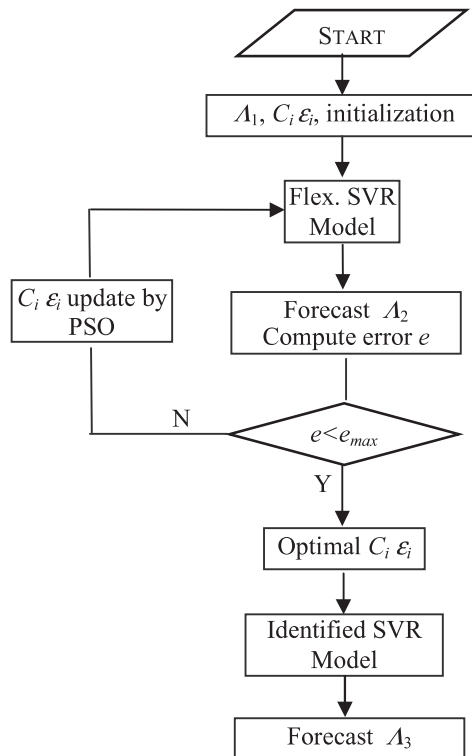 START
Λ₁, Cᵢ εᵢ, initialization
Flex. SVR
Model
Cᵢ εᵢ update by
PSO
Forecast Λ₂
Compute error e
N
e<eₘₐₓ
Y
Optimal Cᵢ εᵢ
Identified SVR
Model
Forecast Λ₃